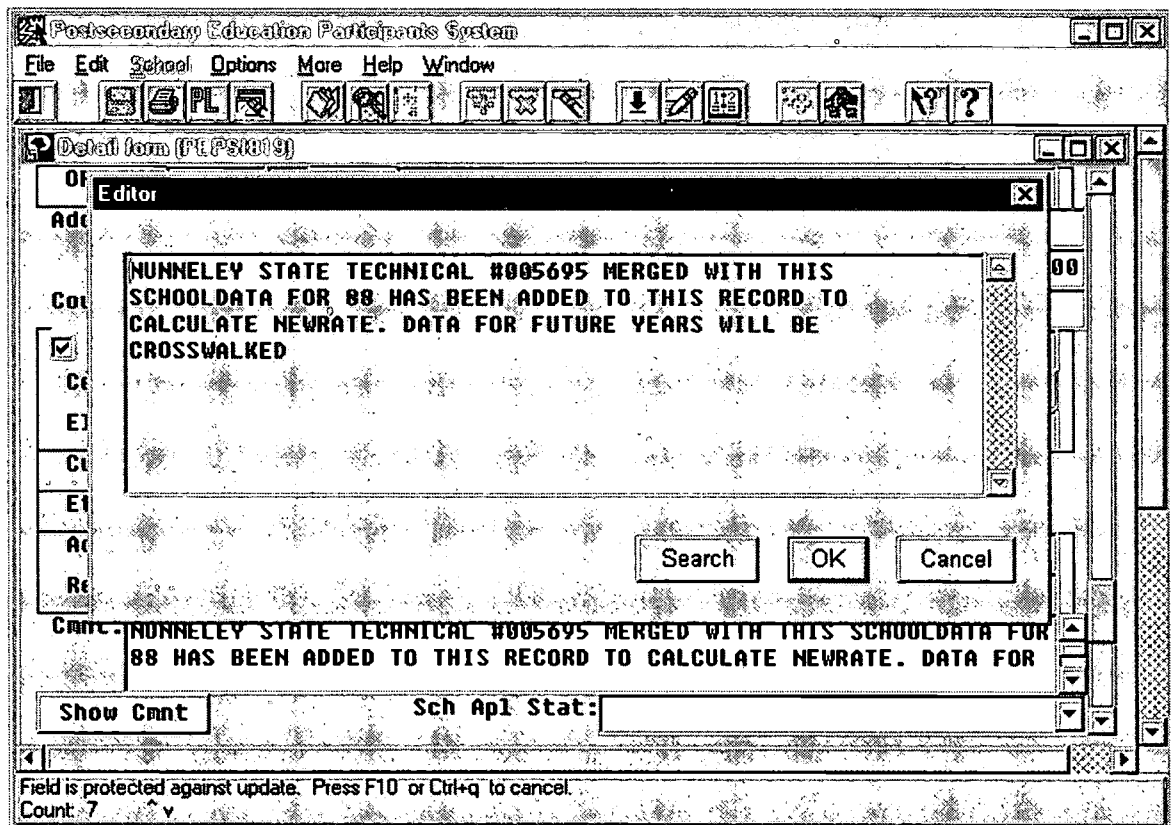 Postsecondary Education Participants System
File Edit School Options More Help Window
PL
Detail form (PEPSI019)
Editor
NUNNELEY STATE TECHNICAL #005695 MERGED WITH THIS
SCHOOLDATA FOR 88 HAS BEEN ADDED TO THIS RECORD TO
CALCULATE NEWRATE. DATA FOR FUTURE YEARS WILL BE
CROSSWALKED
00
Search OK Cancel
Cmnt. NUNNELEY STATE TECHNICAL #005695 MERGED WITH THIS SCHOOLDATA FOR
88 HAS BEEN ADDED TO THIS RECORD TO CALCULATE NEWRATE. DATA FOR
Show Cmnt Sch Apl Stat:
Field is protected against update. Press F10 or Ctrl+q to cancel.
Count: 7 ^ v